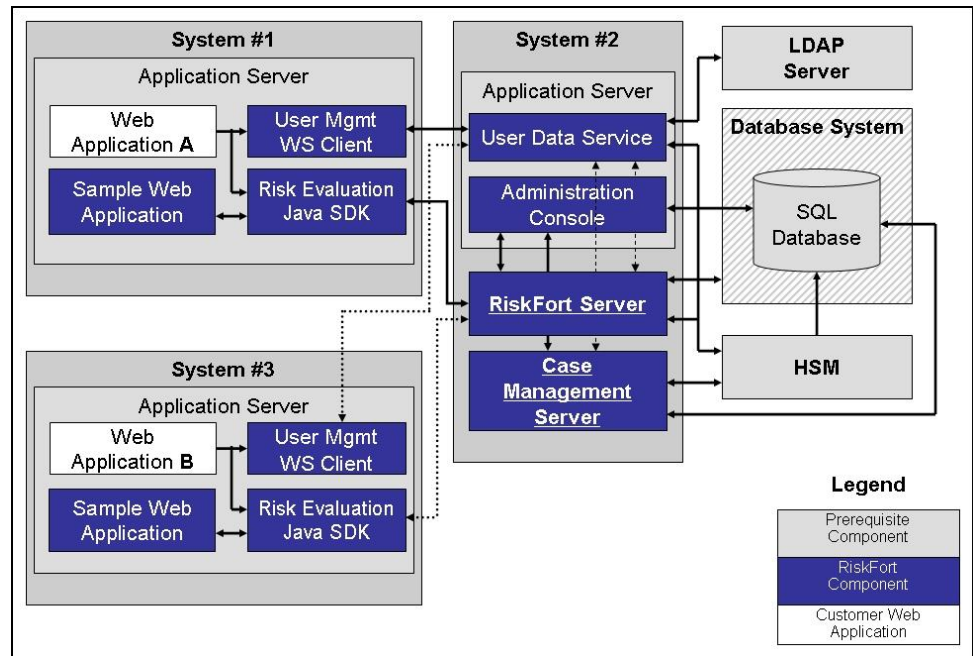 System #1
Application Server
Web
Application A
User Mgmt
WS Client
Sample Web
Application
Risk Evaluation
Java SDK
System #2
Application Server
User Data Service
Administration
Console
RiskFort Server
Case
Management
Server
LDAP
Server
Database System
SQL
Database
HSM
System #3
Application Server
Web
Application B
User Mgmt
WS Client
Sample Web
Application
Risk Evaluation
Java SDK
Legend
Prerequisite
Component
RiskFort
Component
Customer Web
Application